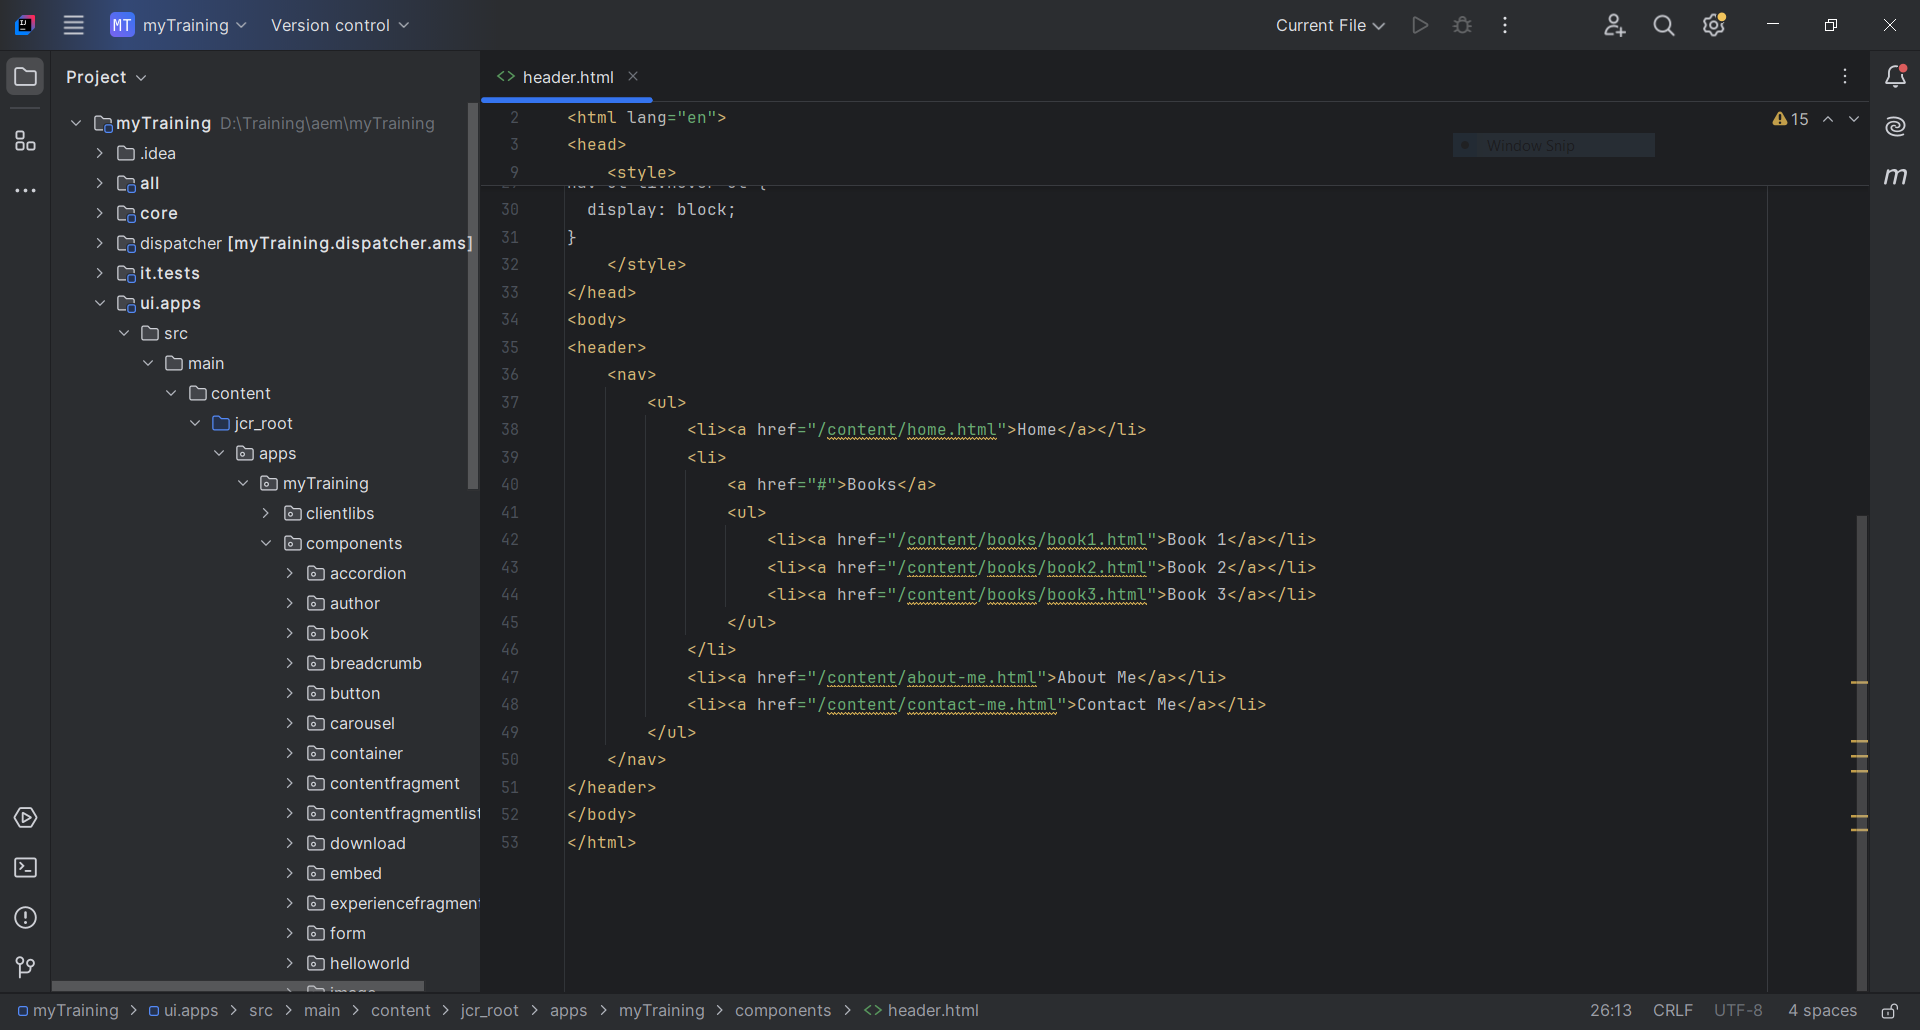 MT myTraining Version control Current File
Project
header.html
myTraining D:\Training\aem\myTraining
.idea
all
core
dispatcher [myTraining.dispatcher.ams]
it.tests
ui.apps
src
main
content
jcr_root
apps
myTraining
clientlibs
components
accordion
author
book
breadcrumb
button
carousel
container
contentfragment
contentfragmentlist
download
embed
experiencefragment
form
helloworld
image
15
Window Snip
m
2 <html lang="en">
3 <head>
9 <style>
30 display: block;
31 }
32 </style>
33 </head>
34 <body>
35 <header>
36 <nav>
37 <ul>
38 <li><a href="/content/home.html">Home</a></li>
39 <li>
40 <a href="#">Books</a>
41 <ul>
42 <li><a href="/content/books/book1.html">Book 1</a></li>
43 <li><a href="/content/books/book2.html">Book 2</a></li>
44 <li><a href="/content/books/book3.html">Book 3</a></li>
45 </ul>
46 </li>
47 <li><a href="/content/about-me.html">About Me</a></li>
48 <li><a href="/content/contact-me.html">Contact Me</a></li>
49 </ul>
50 </nav>
51 </header>
52 </body>
53 </html>
myTraining > ui.apps > src > main > content > jcr_root > apps > myTraining > components > header.html
26:13 CRLF UTF-8 4 spaces